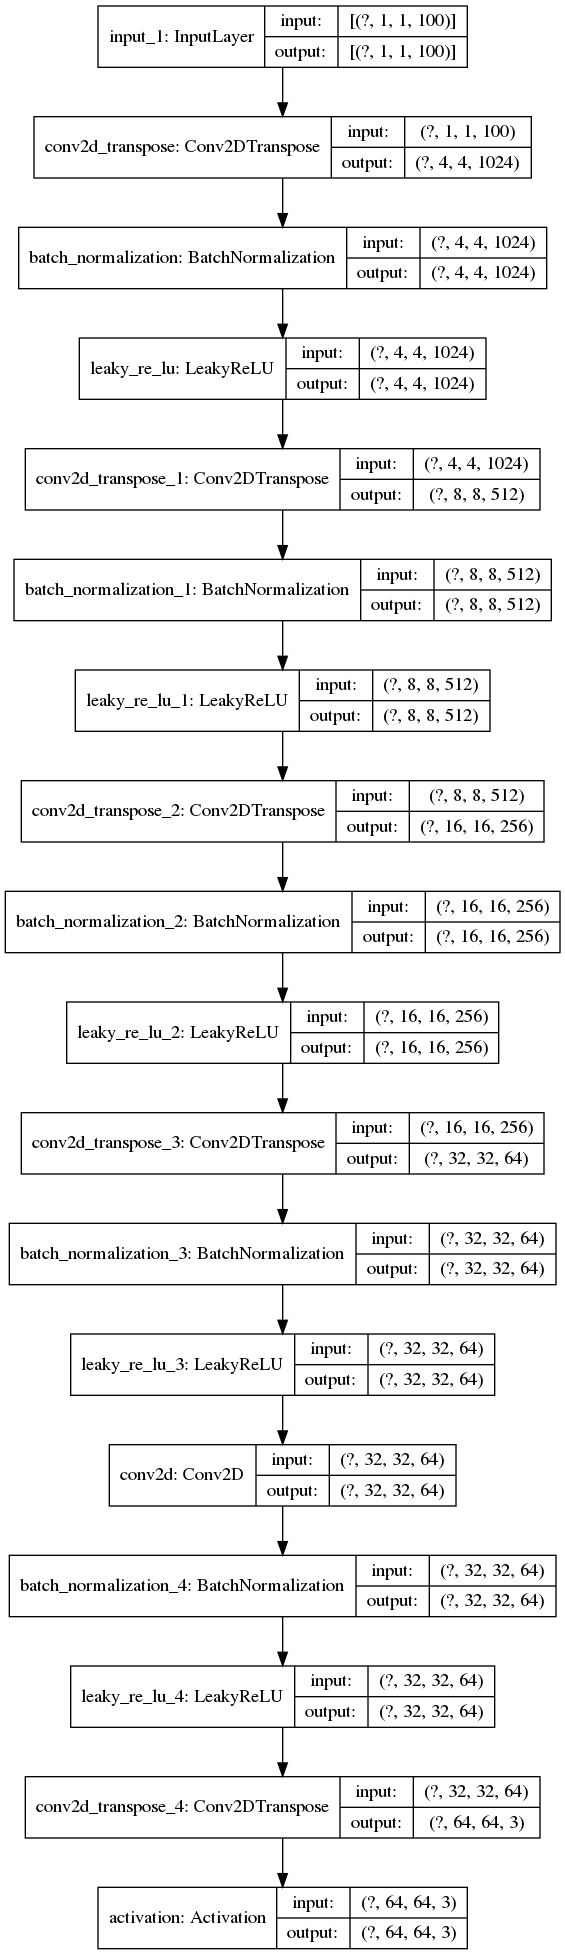 input_1: InputLayer
input: [(?, 1, 1, 100)]
output: [(?, 1, 1, 100)]
conv2d_transpose: Conv2DTranspose
input: (?, 1, 1, 100)
output: (?, 4, 4, 1024)
batch_normalization: BatchNormalization
input: (?, 4, 4, 1024)
output: (?, 4, 4, 1024)
leaky_re_lu: LeakyReLU
input: (?, 4, 4, 1024)
output: (?, 4, 4, 1024)
conv2d_transpose_1: Conv2DTranspose
input: (?, 4, 4, 1024)
output: (?, 8, 8, 512)
batch_normalization_1: BatchNormalization
input: (?, 8, 8, 512)
output: (?, 8, 8, 512)
leaky_re_lu_1: LeakyReLU
input: (?, 8, 8, 512)
output: (?, 8, 8, 512)
conv2d_transpose_2: Conv2DTranspose
input: (?, 8, 8, 512)
output: (?, 16, 16, 256)
batch_normalization_2: BatchNormalization
input: (?, 16, 16, 256)
output: (?, 16, 16, 256)
leaky_re_lu_2: LeakyReLU
input: (?, 16, 16, 256)
output: (?, 16, 16, 256)
conv2d_transpose_3: Conv2DTranspose
input: (?, 16, 16, 256)
output: (?, 32, 32, 64)
batch_normalization_3: BatchNormalization
input: (?, 32, 32, 64)
output: (?, 32, 32, 64)
leaky_re_lu_3: LeakyReLU
input: (?, 32, 32, 64)
output: (?, 32, 32, 64)
conv2d: Conv2D
input: (?, 32, 32, 64)
output: (?, 32, 32, 64)
batch_normalization_4: BatchNormalization
input: (?, 32, 32, 64)
output: (?, 32, 32, 64)
leaky_re_lu_4: LeakyReLU
input: (?, 32, 32, 64)
output: (?, 32, 32, 64)
conv2d_transpose_4: Conv2DTranspose
input: (?, 32, 32, 64)
output: (?, 64, 64, 3)
activation: Activation
input: (?, 64, 64, 3)
output: (?, 64, 64, 3)